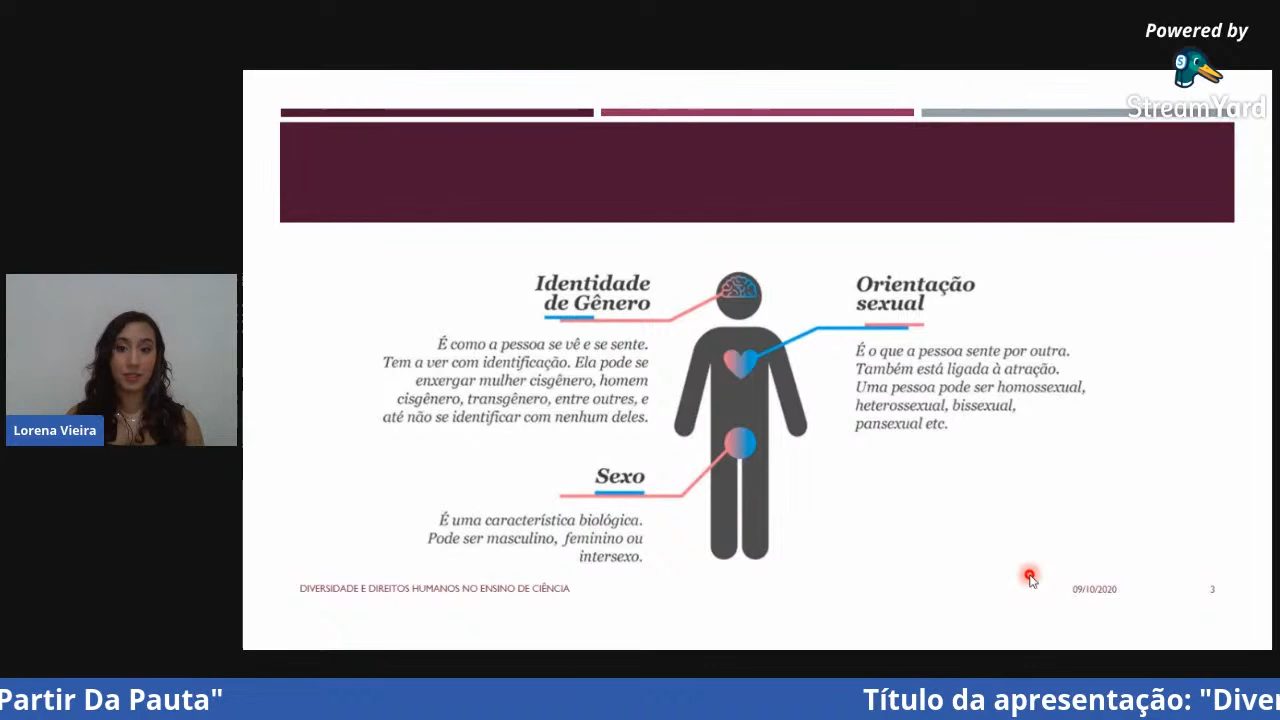 Powered by
StreamYard
Identidade
de Gênero
É como a pessoa se vê e se sente.
Tem a ver com identificação. Ela pode se
enxergar mulher cisgênero, homem
cisgênero, transgênero, entre outres, e
até não se identificar com nenhum deles.
Orientação
sexual
É o que a pessoa sente por outra.
Também está ligada à atração.
Uma pessoa pode ser homossexual,
heterossexual, bissexual,
pansexual etc.
Sexo
É uma característica biológica.
Pode ser masculino, feminino ou
intersexo.
DIVERSIDADE E DIREITOS HUMANOS NO ENSINO DE CIÊNCIA
09/10/2020
3
Lorena Vieira
Partir Da Pauta"
Título da apresentação: "Diver